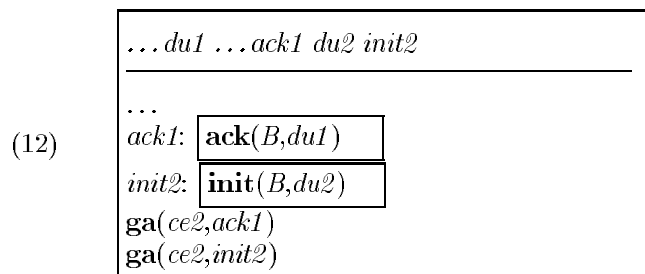 ...du1 ...ack1 du2 init2
...
(12)
ack1: ack(B,du1)
init2: init(B,du2)
ga(ce2,ack1)
ga(ce2,init2)